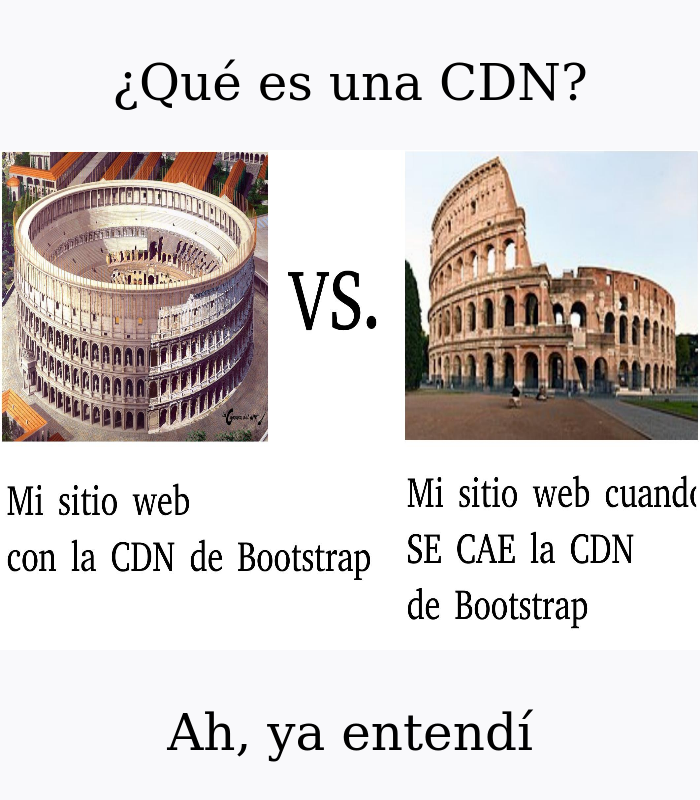 ¿Qué es una CDN?
VS.
Mi sitio web
con la CDN de Bootstrap
Mi sitio web cuando
SE CAE la CDN
de Bootstrap
Ah, ya entendí